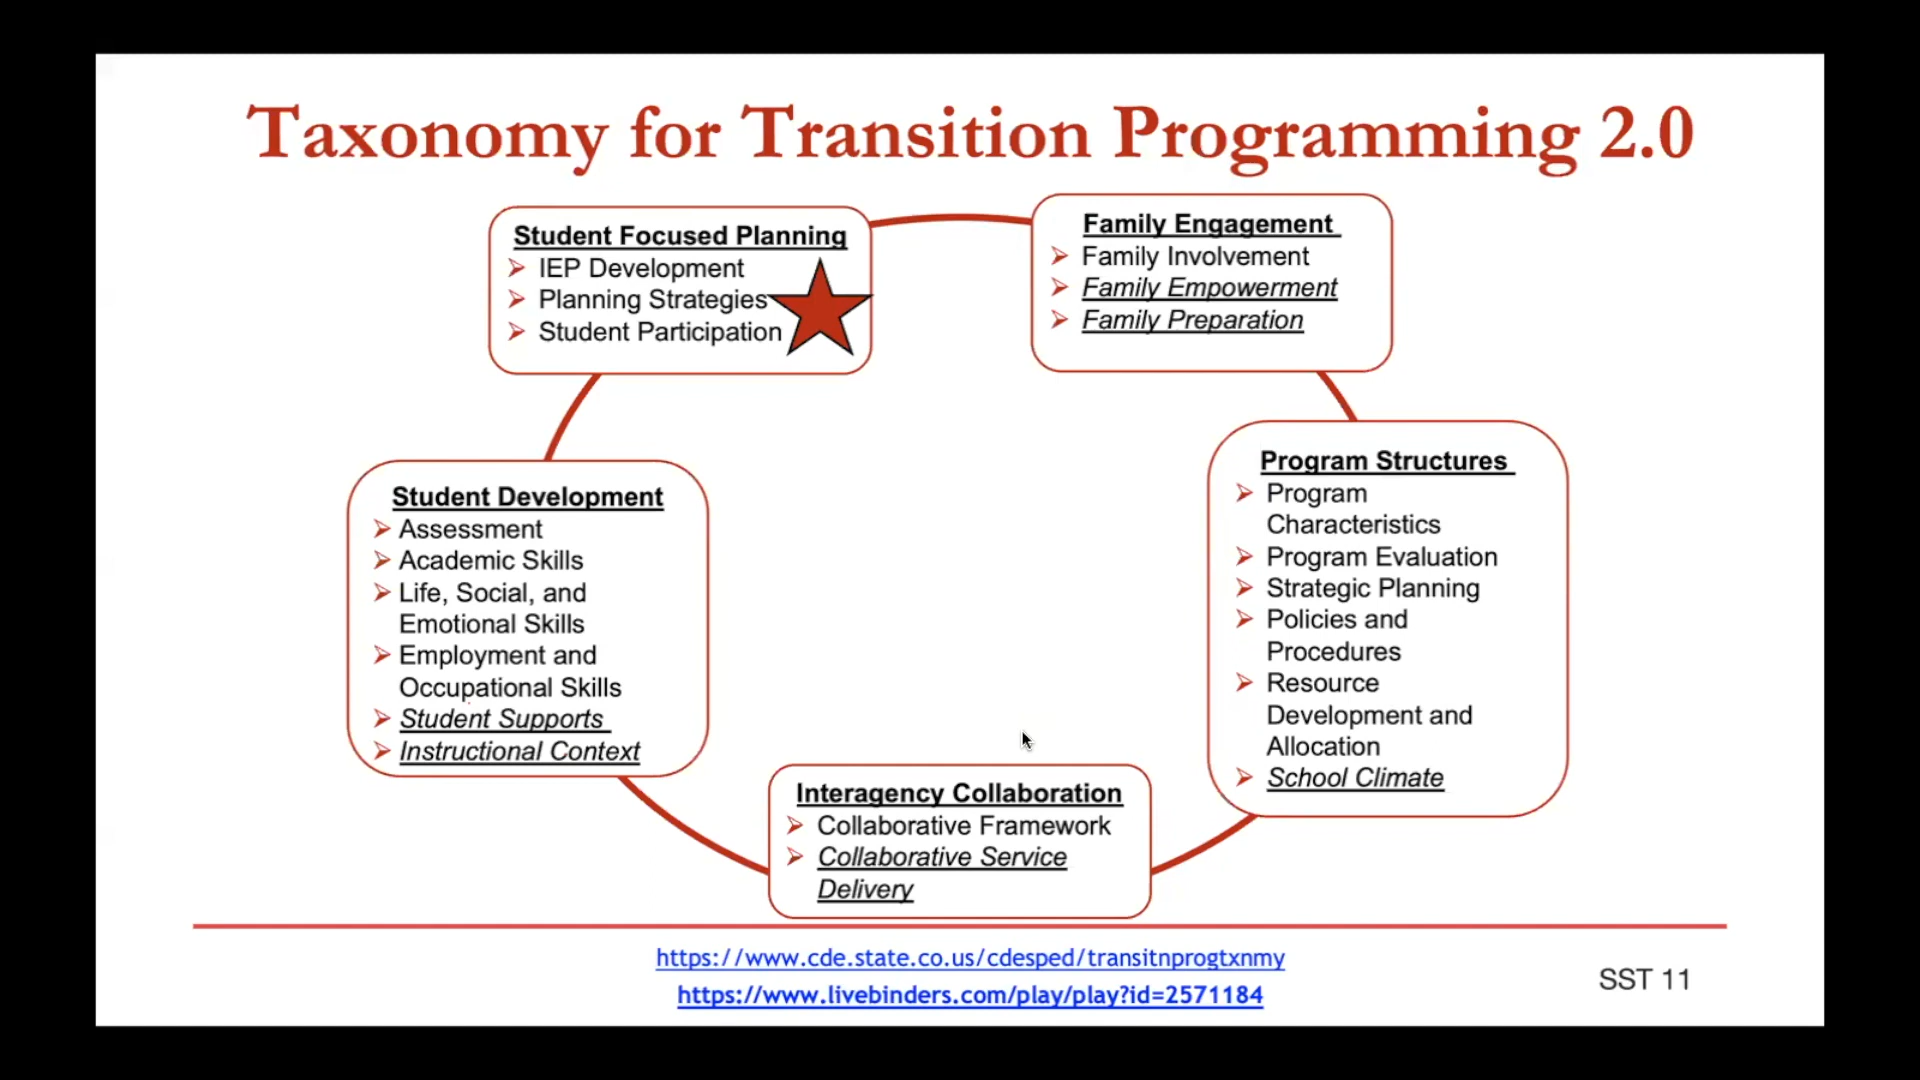 Taxonomy for Transition Programming 2.0
Student Focused Planning
IEP Development
Planning Strategies
Student Participation
Family Engagement
Family Involvement
Family Empowerment
Family Preparation
Student Development
Assessment
Academic Skills
Life, Social, and
Emotional Skills
Employment and
Occupational Skills
Student Supports
Instructional Context
Program Structures
Program
Characteristics
Program Evaluation
Strategic Planning
Policies and
Procedures
Resource
Development and
Allocation
School Climate
Interagency Collaboration
Collaborative Framework
Collaborative Service
Delivery
https://www.cde.state.co.us/cdesped/transitnprogtxnmy
https://www.livebinders.com/play/play?id=2571184
SST 11